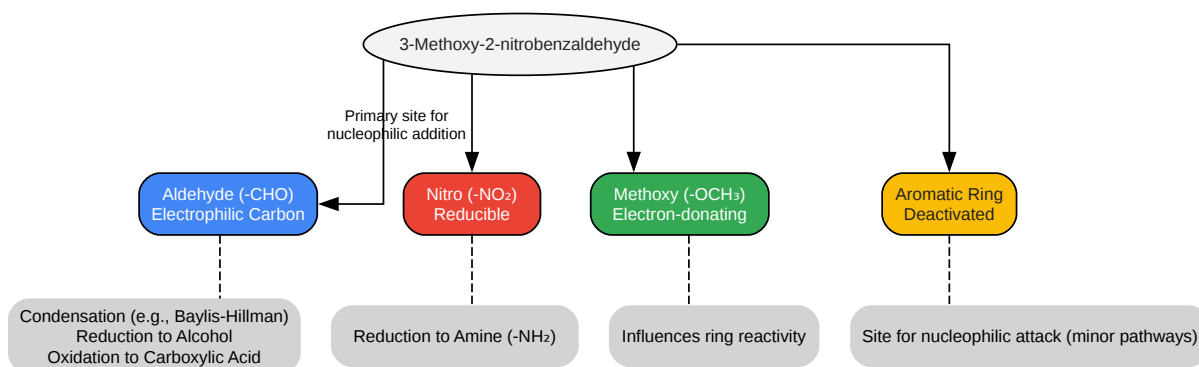 3-Methoxy-2-nitrobenzaldehyde
Primary site for
nucleophilic addition
Aldehyde (-CHO)
Electrophilic Carbon
Nitro (-NO₂)
Reducible
Methoxy (-OCH₃)
Electron-donating
Aromatic Ring
Deactivated
Condensation (e.g., Baylis-Hillman)
Reduction to Alcohol
Oxidation to Carboxylic Acid
Reduction to Amine (-NH₂)
Influences ring reactivity
Site for nucleophilic attack (minor pathways)